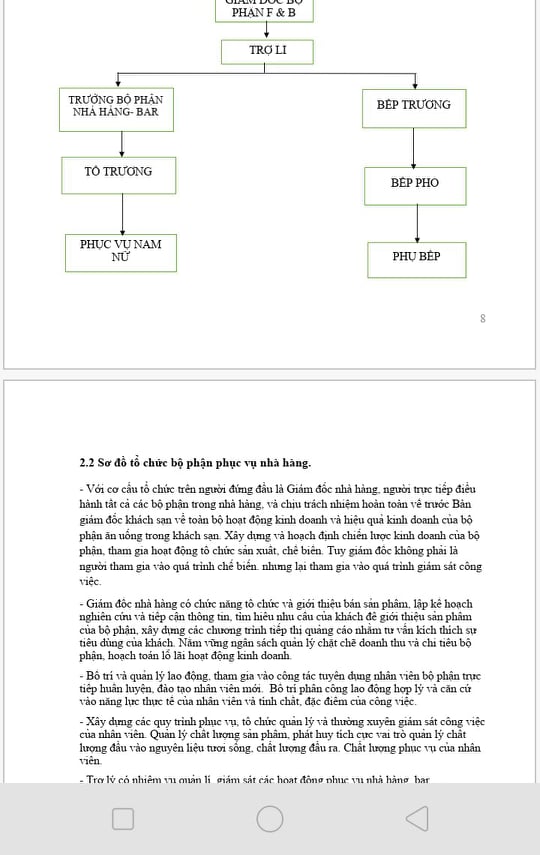 GIÁM ĐỐC BỘ
PHẬN F & B
TRỢ LI
TRƯỞNG BỘ PHẬN
NHÀ HÀNG- BAR
BẾP TRƯƠNG
TỔ TRƯƠNG
BẾP PHO
PHỤC VỤ NAM
NỮ
PHỤ BẾP
8
2.2 Sơ đồ tổ chức bộ phận phục vụ nhà hàng.
- Với cơ cấu tổ chức trên người đứng đầu là Giám đốc nhà hàng, người trực tiếp điều
hành tất cả các bộ phận trong nhà hàng, và chịu trách nhiệm hoàn toàn về trước Ban
giám đốc khách sạn về toàn bộ hoạt động kinh doanh và hiệu quả kinh doanh của bộ
phận ăn uống trong khách sạn. Xây dựng và hoạch định chiến lược kinh doanh của bộ
phận, tham gia hoạt động tổ chức sản xuất, chế biến. Tuy giám đốc không phải là
người tham gia vào quá trình chế biến. nhưng lại tham gia vào quá trình giám sát công
việc.
- Giám đốc nhà hàng có chức năng tổ chức và giới thiệu bán sản phẩm, lập kế hoạch
nghiên cứu và tiếp cận thông tin, tìm hiểu nhu cầu của khách để giới thiệu sản phẩm
của bộ phận, xây dựng các chương trình tiếp thị quảng cáo nhằm tư vấn kích thích sự
tiêu dùng của khách. Nắm vững ngân sách quản lý chặt chẽ doanh thu và chi tiêu bộ
phận, hoạch toán lổ lãi hoạt động kinh doanh.
- Bố trí và quản lý lao động, tham gia vào công tác tuyên dụng nhân viên bộ phận trực
tiếp huấn luyện, đào tạo nhân viên mới. Bố trí phân công lao động hợp lý và căn cứ
vào năng lực thực tế của nhân viên và tính chất, đặc điểm của công việc.
- Xây dựng các quy trình phục vụ, tổ chức quản lý và thường xuyên giám sát công việc
của nhân viên. Quản lý chất lượng sản phẩm, phát huy tích cực vai trò quản lý chất
lượng đầu vào nguyên liệu tươi sống, chất lượng đầu ra. Chất lượng phục vụ của nhân
viên.
- Trợ lý có nhiệm vụ quản lí, giám sát các hoạt động phục vụ nhà hàng, bar